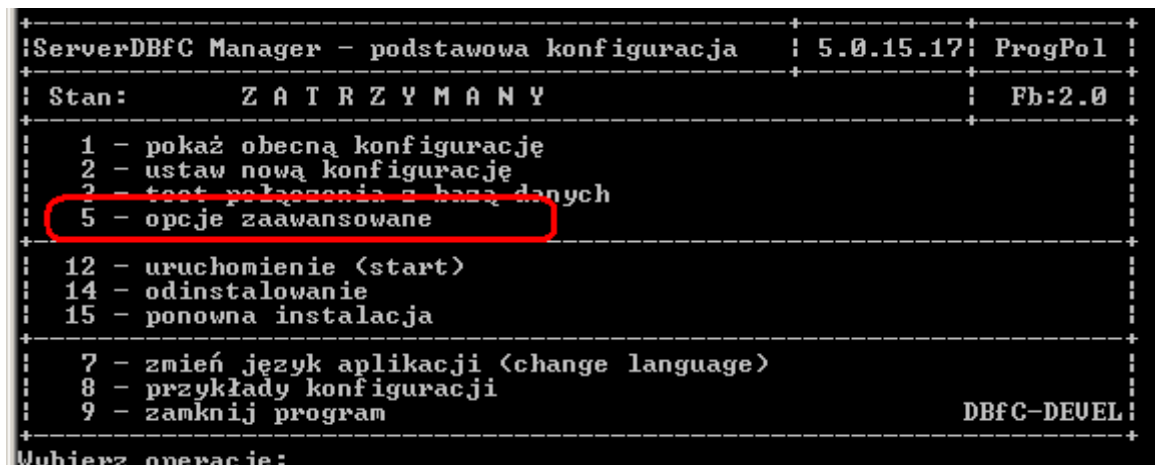 ServerDBfC Manager - podstawowa konfiguracja | 5.0.15.17| ProgPol
Stan: Z A T R Z Y M A N Y | Fb:2.0
1 - pokaż obecną konfigurację
2 - ustaw nową konfigurację
3 - test połączenia z bazą danych
5 - opcje zaawansowane
12 - uruchomienie (start)
14 - odinstalowanie
15 - ponowna instalacja
7 - zmień język aplikacji (change language)
8 - przykłady konfiguracji
9 - zamknij program DBfC-DEVEL
Wybierz operację: